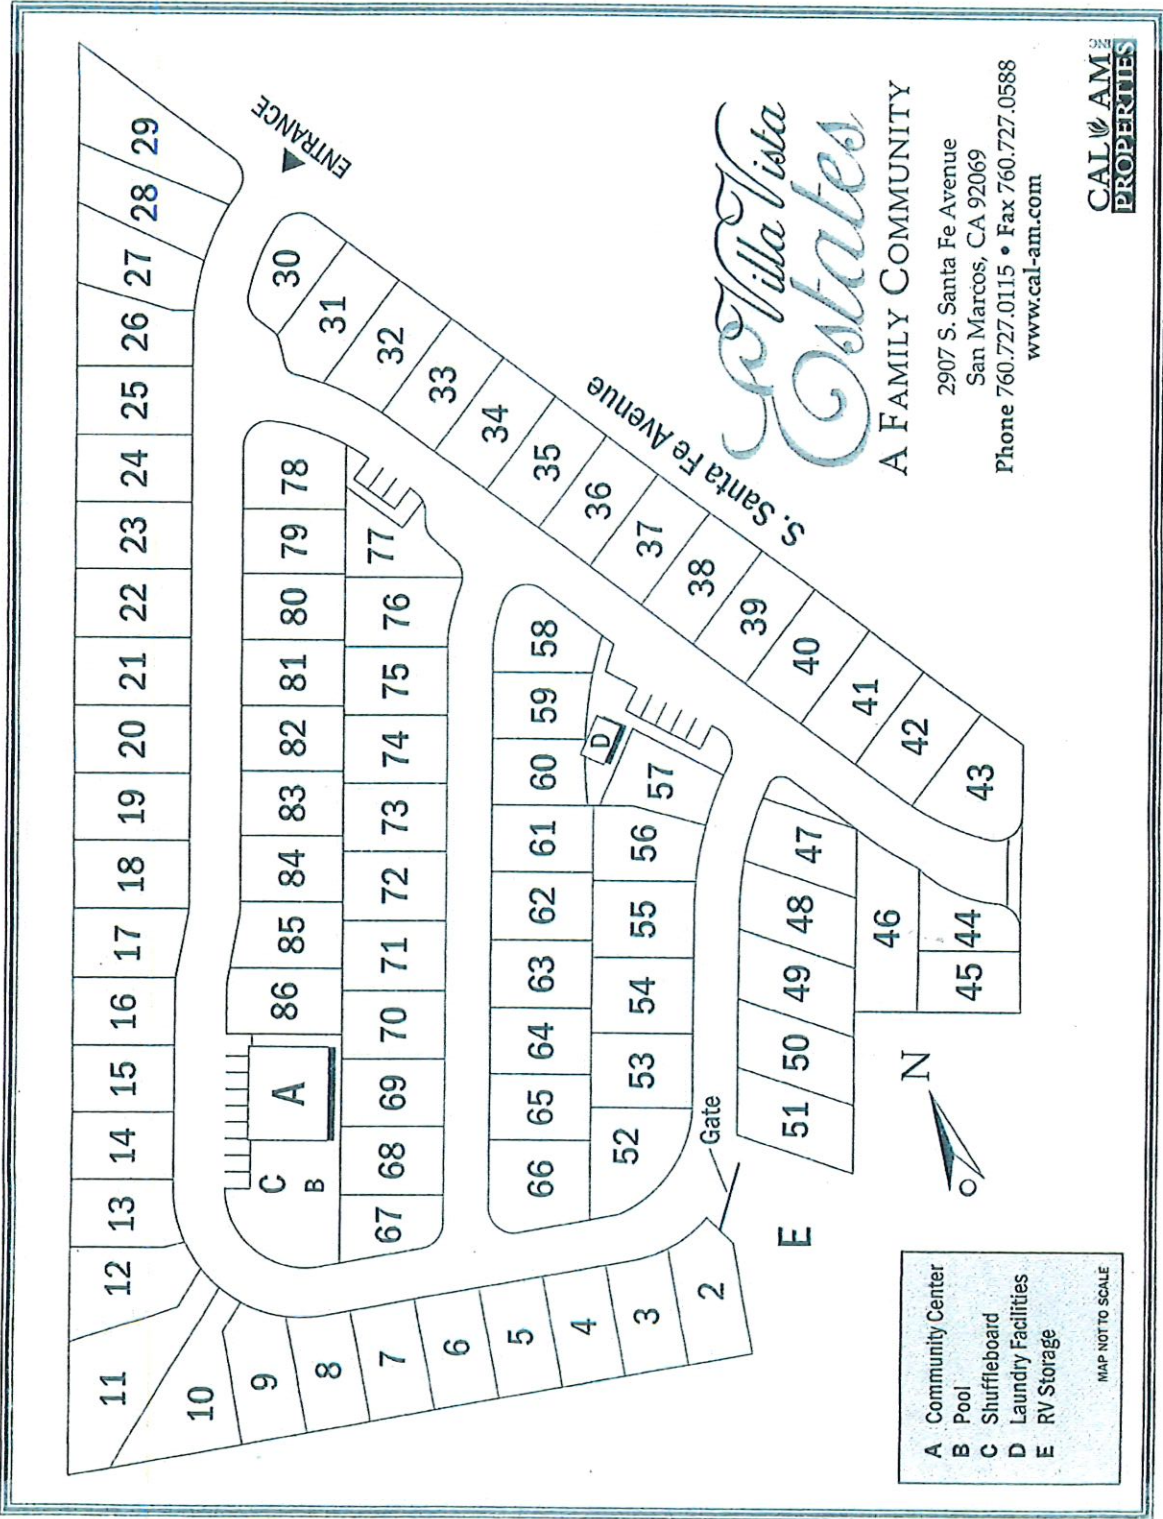 11 12 13 14 15 16 17 18 19 20 21 22 23 24 25 26 27 28 29
10 9 8 7 6 5 4 3 2
ENTRANCE
C A 86 85 84 83 82 81 80 79 78
B
67 68 69 70 71 72 73 74 75 76 77
30 31 32 33 34 35 36 37 38 39 40 41 42 43
66 65 64 63 62 61 60 59 58
D
52 53 54 55 56 57
S. Santa Fe Avenue
Gate
E
51 50 49 48 47
46
45 44
N
Villa Vista
Estates
A FAMILY COMMUNITY
2907 S. Santa Fe Avenue
San Marcos, CA 92069
Phone 760.727.0115 • Fax 760.727.0588
www.cal-am.com
A Community Center
B Pool
C Shuffleboard
D Laundry Facilities
E RV Storage
MAP NOT TO SCALE
CAL AM INC
PROPERTIES